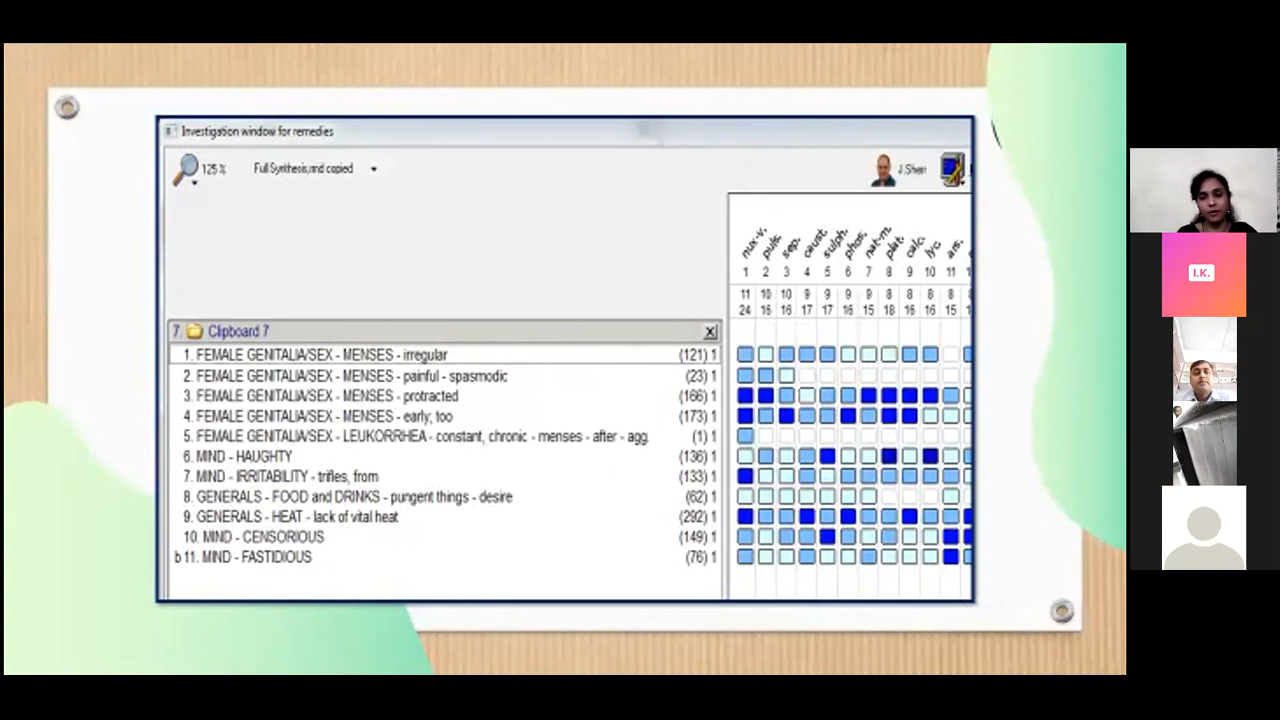 Investigation window for remedies
125 % Full Synthesis,md copied J.Sherr
nux-v. puls. sep. caust. sulph. phos. nat-m. plat. calc. lyc. ars.
1 2 3 4 5 6 7 8 9 10 11
11 10 10 9 9 9 9 8 8 8 8
24 16 16 17 17 16 15 18 16 16 15 1
7. Clipboard 7 X
1. FEMALE GENITALIA/SEX - MENSES - irregular (121) 1
2. FEMALE GENITALIA/SEX - MENSES - painful - spasmodic (23) 1
3. FEMALE GENITALIA/SEX - MENSES - protracted (166) 1
4. FEMALE GENITALIA/SEX - MENSES - early; too (173) 1
5. FEMALE GENITALIA/SEX - LEUKORRHEA - constant, chronic - menses - after - agg. (1) 1
6. MIND - HAUGHTY (136) 1
7. MIND - IRRITABILITY - trifles, from (133) 1
8. GENERALS - FOOD and DRINKS - pungent things - desire (62) 1
9. GENERALS - HEAT - lack of vital heat (292) 1
10. MIND - CENSORIOUS (149) 1
b 11. MIND - FASTIDIOUS (76) 1
I.K.